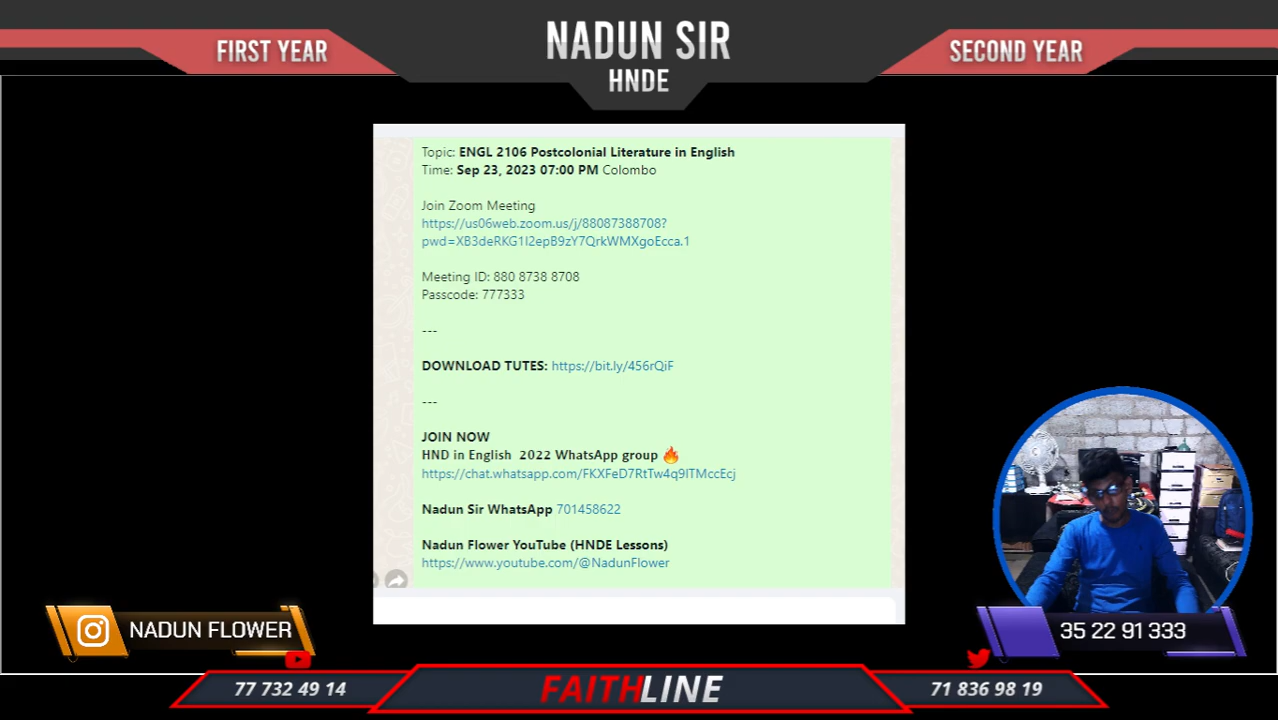 FIRST YEAR
NADUN SIR
HNDE
SECOND YEAR
Topic: ENGL 2106 Postcolonial Literature in English
Time: Sep 23, 2023 07:00 PM Colombo
Join Zoom Meeting
https://us06web.zoom.us/j/88087388708?
pwd=XB3deRKG1I2epB9zY7QrkWMXgoEcca.1
Meeting ID: 880 8738 8708
Passcode: 777333
---
DOWNLOAD TUTES: https://bit.ly/456rQiF
---
JOIN NOW
HND in English 2022 WhatsApp group 🔥
https://chat.whatsapp.com/FKXFeD7RtTw4q9lTMccEcj
Nadun Sir WhatsApp 701458622
Nadun Flower YouTube (HNDE Lessons)
https://www.youtube.com/@NadunFlower
NADUN FLOWER
35 22 91 333
77 732 49 14
FAITHLINE
71 836 98 19